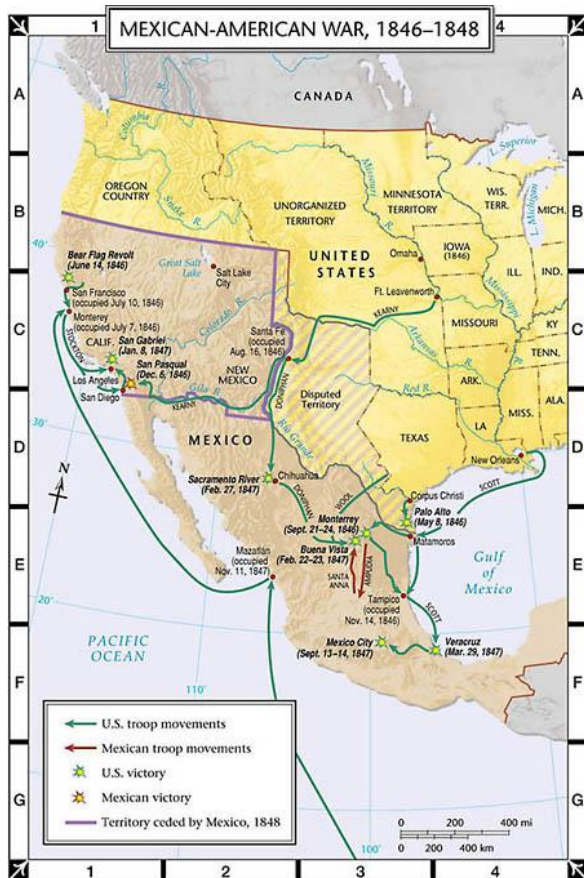 MEXICAN-AMERICAN WAR, 1846–1848
1
4
A
A
CANADA
Columbia R.
L. Superior
OREGON
COUNTRY
Snake R.
UNORGANIZED
TERRITORY
Missouri R.
MINNESOTA
TERRITORY
WIS.
TERR.
L. Michigan
MICH.
B
B
40°
Bear Flag Revolt
(June 14, 1846)
Great Salt
Lake
Salt Lake
City
UNITED
STATES
Omaha
IOWA
(1846)
ILL.
IND.
San Francisco
(occupied July 10, 1846)
Monterey
(occupied July 7, 1846)
Ft. Leavenworth
Mississippi R.
C
C
STOCKTON
CALIF.
San Gabriel
(Jan. 8, 1847)
Colorado R.
Santa Fe
(occupied
Aug. 16, 1846)
KEARNY
MISSOURI
KY
TENN.
San Pasqual
(Dec. 6, 1846)
Los Angeles
San Diego
NEW
MEXICO
Gila R.
KEARNY
DONIPHAN
Arkansas R.
ARK.
Red R.
Disputed
Territory
MISS.
ALA.
30°
MEXICO
Rio Grande
TEXAS
LA.
New Orleans
D
D
N
Sacramento River
(Feb. 27, 1847)
Chihuahua
DONIPHAN
WOOL
Corpus Christi
SCOTT
Monterrey
(Sept. 21–24, 1846)
Palo Alto
(May 8, 1846)
Buena Vista
(Feb. 22–23, 1847)
Matamoros
Mazatlán
(occupied
Nov. 11, 1847)
SANTA
ANNA
AMPUDIA
Gulf
of
Mexico
E
E
20°
Tampico
(occupied
Nov. 14, 1846)
SCOTT
PACIFIC
OCEAN
Mexico City
(Sept. 13–14, 1847)
Veracruz
(Mar. 29, 1847)
F
F
110°
U.S. troop movements
Mexican troop movements
U.S. victory
Mexican victory
Territory ceded by Mexico, 1848
G
G
0 200 400 mi
0 200 400 km
100°
1
2
3
4